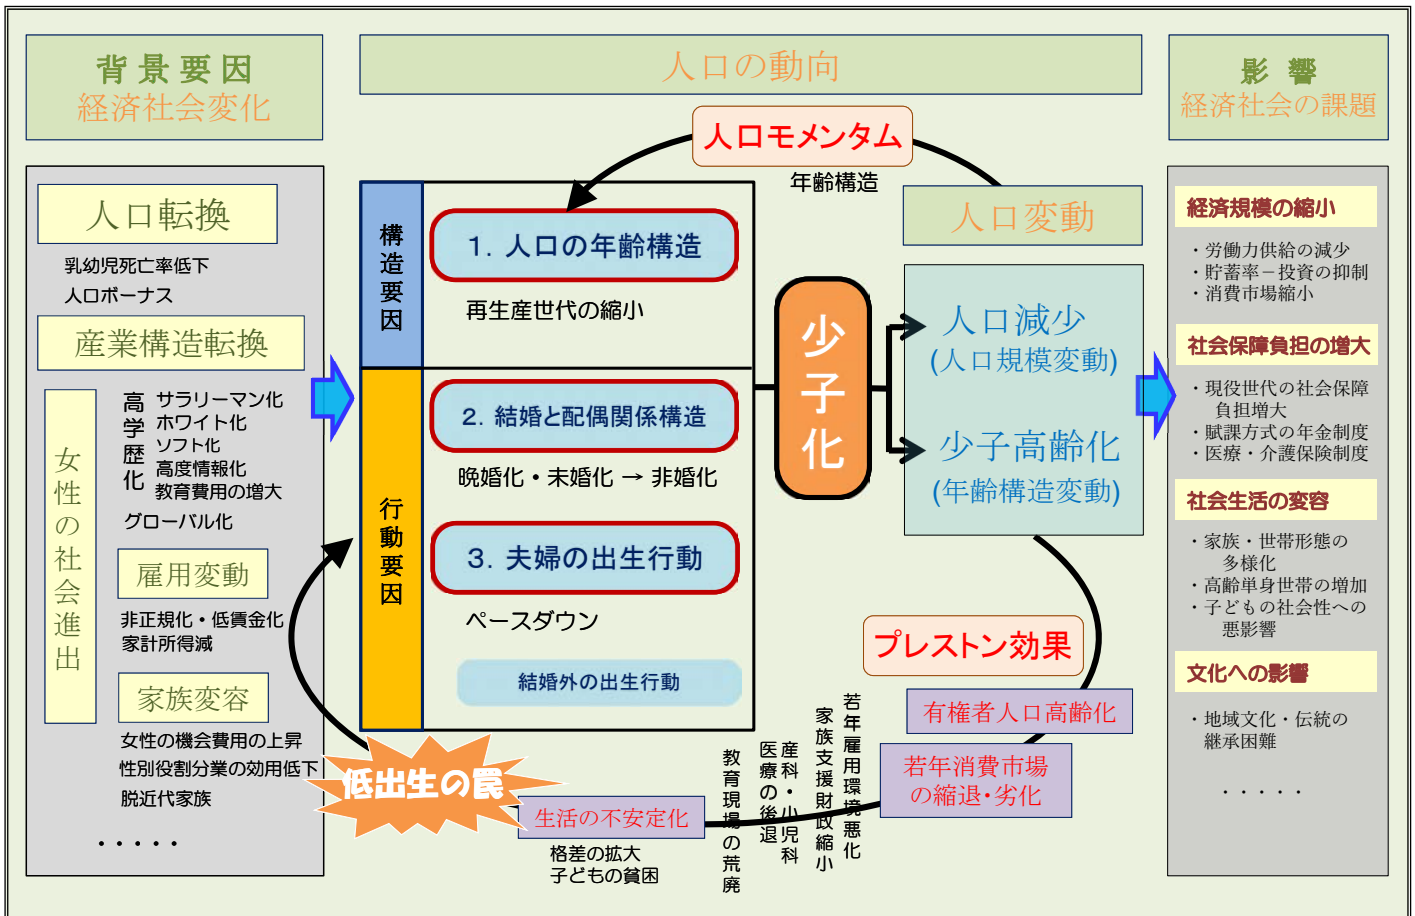 背景要因
経済社会変化
人口の動向
影響
経済社会の課題
人口転換
乳幼児死亡率低下
人口ボーナス
産業構造転換
女性の社会進出
高学歴化
サラリーマン化
ホワイト化
ソフト化
高度情報化
教育費用の増大
グローバル化
雇用変動
非正規化・低賃金化
家計所得減
家族変容
女性の機会費用の上昇
性別役割分業の効用低下
脱近代家族
・・・・・
人口モメンタム
年齢構造
構造要因
1. 人口の年齢構造
再生産世代の縮小
行動要因
2. 結婚と配偶関係構造
晩婚化・未婚化 → 非婚化
3. 夫婦の出生行動
ペースダウン
結婚外の出生行動
少子化
人口変動
人口減少
(人口規模変動)
少子高齢化
(年齢構造変動)
プレストン効果
有権者人口高齢化
若年消費市場
の縮退・劣化
若年雇用環境悪化
家族支援財政縮小
産科・小児科
医療の後退
教育現場の荒廃
生活の不安定化
格差の拡大
子どもの貧困
低出生の罠
経済規模の縮小
・労働力供給の減少
・貯蓄率－投資の抑制
・消費市場縮小
社会保障負担の増大
・現役世代の社会保障
負担増大
・賦課方式の年金制度
・医療・介護保険制度
社会生活の変容
・家族・世帯形態の
多様化
・高齢単身世帯の増加
・子どもの社会性への
悪影響
文化への影響
・地域文化・伝統の
継承困難
・・・・・